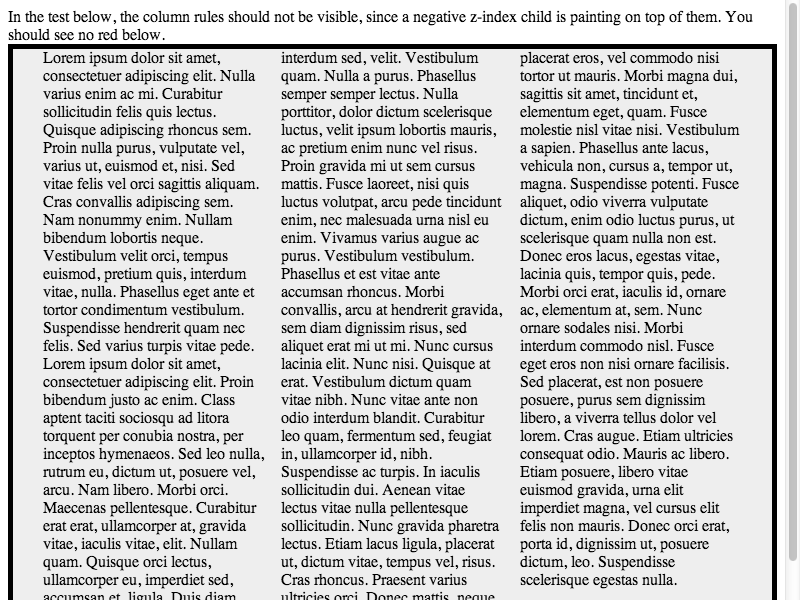 In the test below, the column rules should not be visible, since a negative z-index child is painting on top of them. You
should see no red below.
Lorem ipsum dolor sit amet,
consectetuer adipiscing elit. Nulla
varius enim ac mi. Curabitur
sollicitudin felis quis lectus.
Quisque adipiscing rhoncus sem.
Proin nulla purus, vulputate vel,
varius ut, euismod et, nisi. Sed
vitae felis vel orci sagittis aliquam.
Cras convallis adipiscing sem.
Nam nonummy enim. Nullam
bibendum lobortis neque.
Vestibulum velit orci, tempus
euismod, pretium quis, interdum
vitae, nulla. Phasellus eget ante et
tortor condimentum vestibulum.
Suspendisse hendrerit quam nec
felis. Sed varius turpis vitae pede.
Lorem ipsum dolor sit amet,
consectetuer adipiscing elit. Proin
bibendum justo ac enim. Class
aptent taciti sociosqu ad litora
torquent per conubia nostra, per
inceptos hymenaeos. Sed leo nulla,
rutrum eu, dictum ut, posuere vel,
arcu. Nam libero. Morbi orci.
Maecenas pellentesque. Curabitur
erat erat, ullamcorper at, gravida
vitae, iaculis vitae, elit. Nullam
quam. Quisque orci lectus,
ullamcorper eu, imperdiet sed,
accumsan et, ligula. Duis diam
interdum sed, velit. Vestibulum
quam. Nulla a purus. Phasellus
semper semper lectus. Nulla
porttitor, dolor dictum scelerisque
luctus, velit ipsum lobortis mauris,
ac pretium enim nunc vel risus.
Proin gravida mi ut sem cursus
mattis. Fusce laoreet, nisi quis
luctus volutpat, arcu pede tincidunt
enim, nec malesuada urna nisl eu
enim. Vivamus varius augue ac
purus. Vestibulum vestibulum.
Phasellus et est vitae ante
accumsan rhoncus. Morbi
convallis, arcu at hendrerit gravida,
sem diam dignissim risus, sed
aliquet erat mi ut mi. Nunc cursus
lacinia elit. Nunc nisi. Quisque at
erat. Vestibulum dictum quam
vitae nibh. Nunc vitae ante non
odio interdum blandit. Curabitur
leo quam, fermentum sed, feugiat
in, ullamcorper id, nibh.
Suspendisse ac turpis. In iaculis
sollicitudin dui. Aenean vitae
lectus vitae nulla pellentesque
sollicitudin. Nunc gravida pharetra
lectus. Etiam lacus ligula, placerat
ut, dictum vitae, tempus vel, risus.
Cras rhoncus. Praesent varius
ultricies orci. Donec mattis, neque
placerat eros, vel commodo nisi
tortor ut mauris. Morbi magna dui,
sagittis sit amet, tincidunt et,
elementum eget, quam. Fusce
molestie nisl vitae nisi. Vestibulum
a sapien. Phasellus ante lacus,
vehicula non, cursus a, tempor ut,
magna. Suspendisse potenti. Fusce
aliquet, odio viverra vulputate
dictum, enim odio luctus purus, ut
scelerisque quam nulla non est.
Donec eros lacus, egestas vitae,
lacinia quis, tempor quis, pede.
Morbi orci erat, iaculis id, ornare
ac, elementum at, sem. Nunc
ornare sodales nisi. Morbi
interdum commodo nisl. Fusce
eget eros non nisi ornare facilisis.
Sed placerat, est non posuere
posuere, purus sem dignissim
libero, a viverra tellus dolor vel
lorem. Cras augue. Etiam ultricies
consequat odio. Mauris ac libero.
Etiam posuere, libero vitae
euismod gravida, urna elit
imperdiet magna, vel cursus elit
felis non mauris. Donec orci erat,
porta id, dignissim ut, posuere
dictum, leo. Suspendisse
scelerisque egestas nulla.